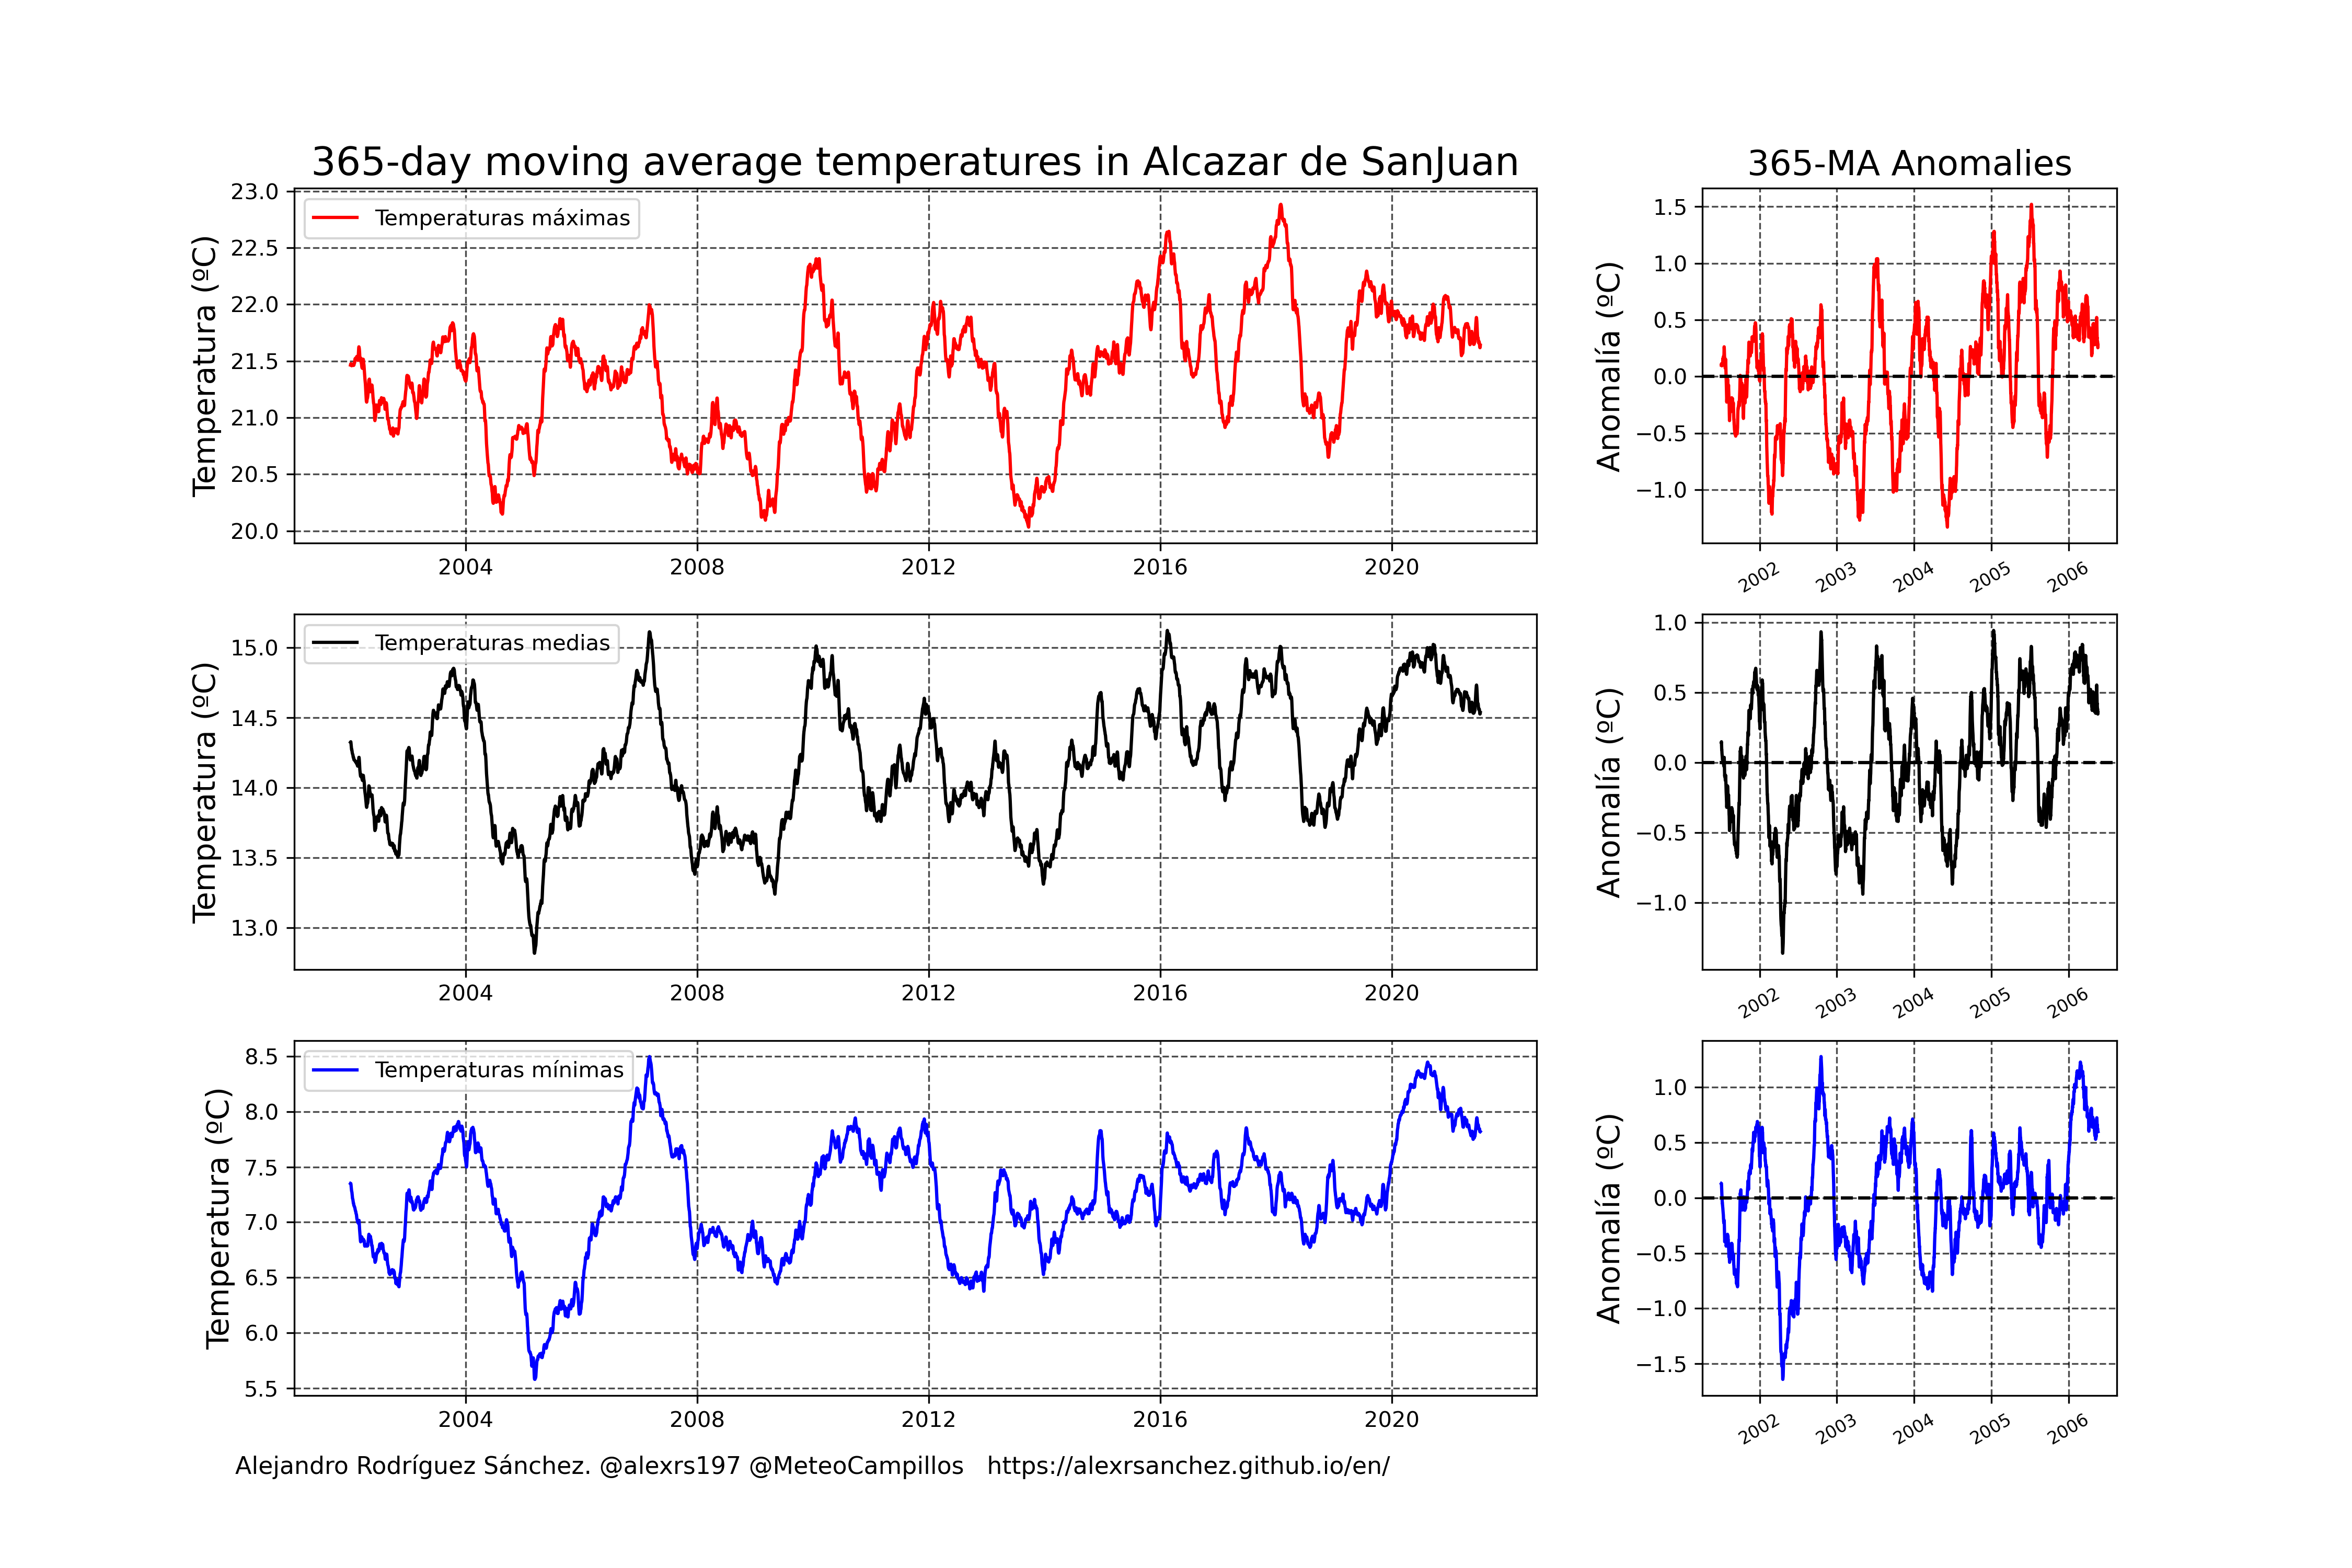 365-day moving average temperatures in Alcazar de SanJuan
365-MA Anomalies
Temperatura (ºC)
23.0
22.5
22.0
21.5
21.0
20.5
20.0
Temperaturas máximas
2004 2008 2012 2016 2020
Anomalía (ºC)
1.5
1.0
0.5
0.0
−0.5
−1.0
2002 2003 2004 2005 2006
Temperatura (ºC)
15.0
14.5
14.0
13.5
13.0
Temperaturas medias
2004 2008 2012 2016 2020
Anomalía (ºC)
1.0
0.5
0.0
−0.5
−1.0
2002 2003 2004 2005 2006
Temperatura (ºC)
8.5
8.0
7.5
7.0
6.5
6.0
5.5
Temperaturas mínimas
2004 2008 2012 2016 2020
Anomalía (ºC)
1.0
0.5
0.0
−0.5
−1.0
−1.5
2002 2003 2004 2005 2006
Alejandro Rodríguez Sánchez. @alexrs197 @MeteoCampillos https://alexrsanchez.github.io/en/